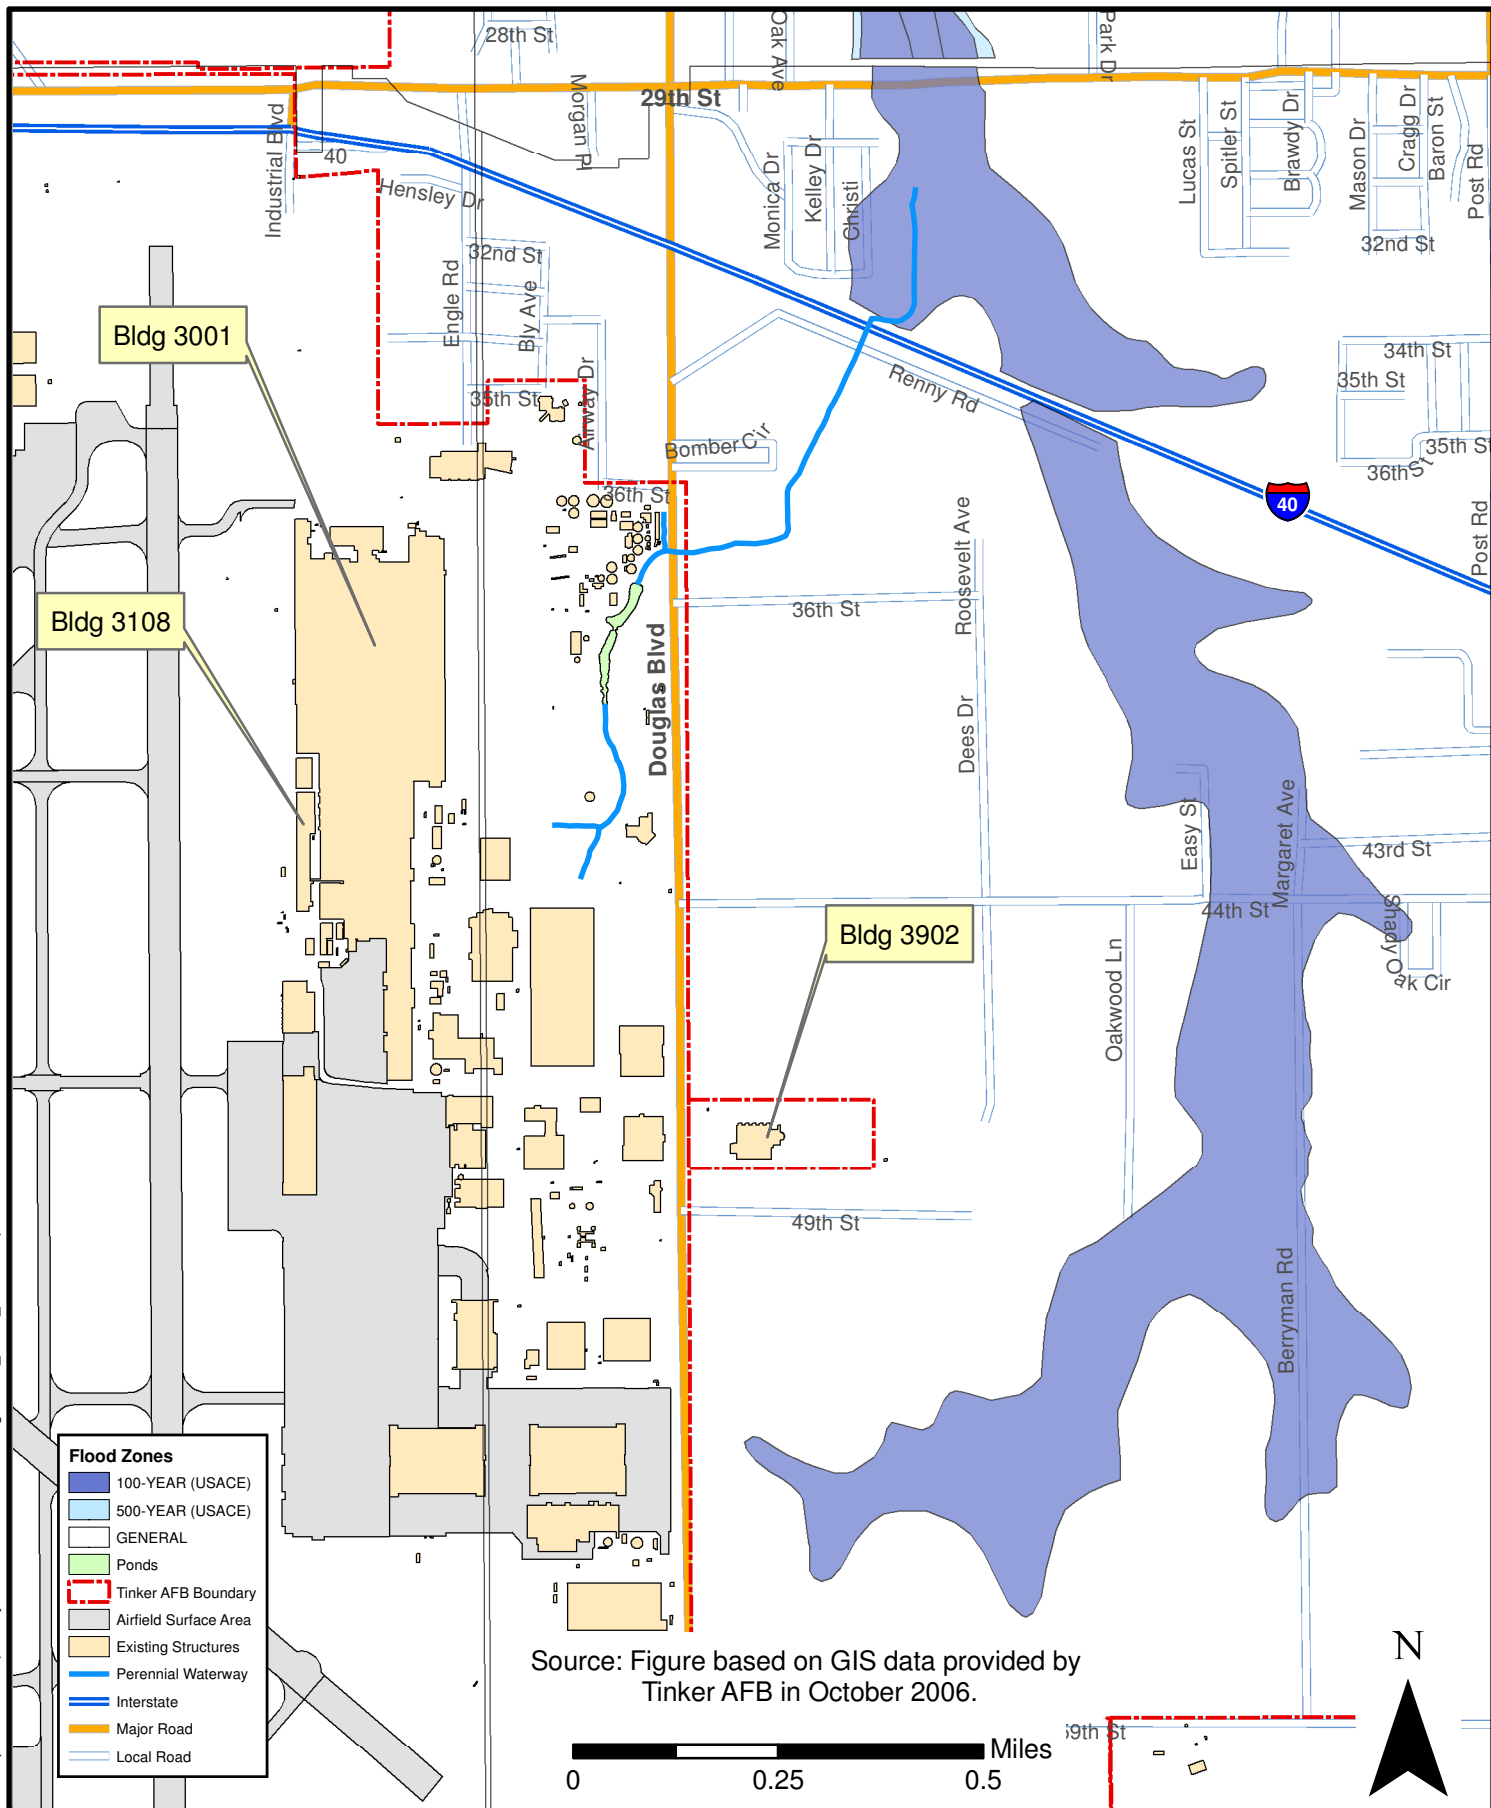 28th St
Oak Ave
Park Dr
29th St
Industrial Blvd
40
Morgan Pl
Hensley Dr
Monica Dr
Kelley Dr
Christi
Lucas St
Spitler St
Brawdy Dr
Mason Dr
Cragg Dr
Baron St
Post Rd
32nd St
32nd St
Engle Rd
Bly Ave
Bldg 3001
34th St
35th St
Renny Rd
35th St
Airway Dr
Bomber Cir
35th St
36th St
36th St
40
Roosevelt Ave
Post Rd
36th St
Bldg 3108
Douglas Blvd
Dees Dr
Easy St
Margaret Ave
43rd St
44th St
Shady Oak Cir
Bldg 3902
Oakwood Ln
49th St
Berryman Rd
Flood Zones
100-YEAR (USACE)
500-YEAR (USACE)
GENERAL
Ponds
Tinker AFB Boundary
Airfield Surface Area
Existing Structures
Perennial Waterway
Interstate
Major Road
Local Road
Source: Figure based on GIS data provided by
Tinker AFB in October 2006.
N
59th St
Miles
0 0.25 0.5